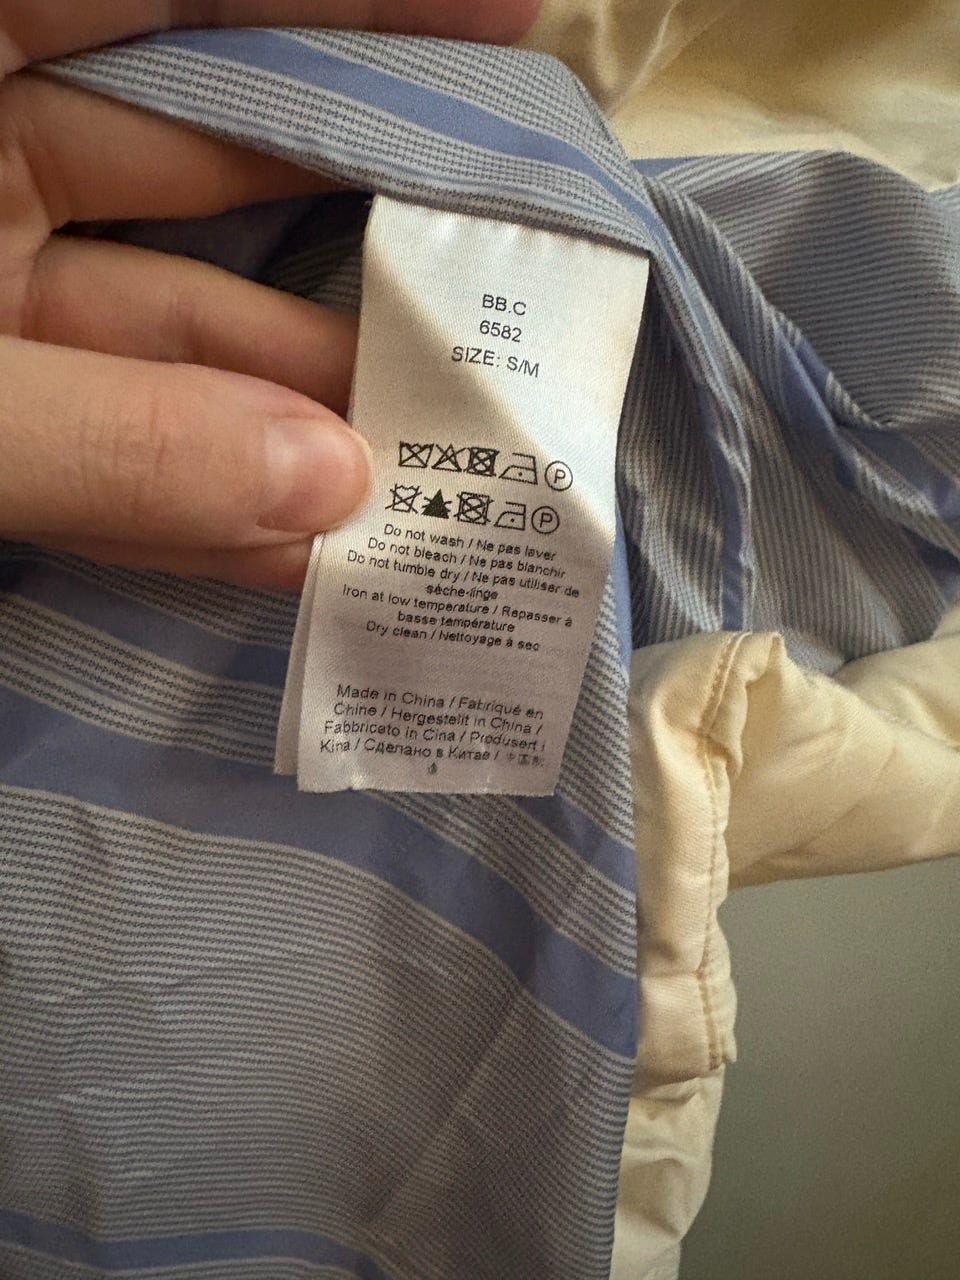 BB.C
6582
SIZE: S/M
P
P
Do not wash / Ne pas laver
Do not bleach / Ne pas blanchir
Do not tumble dry / Ne pas utiliser de
sèche-linge
Iron at low temperature / Repasser à
basse température
Dry clean / Nettoyage à sec
Made in China / Fabriqué en
Chine / Hergestellt in China /
Fabbricato in Cina / Produsert i
Kina / Сделано в Китае /